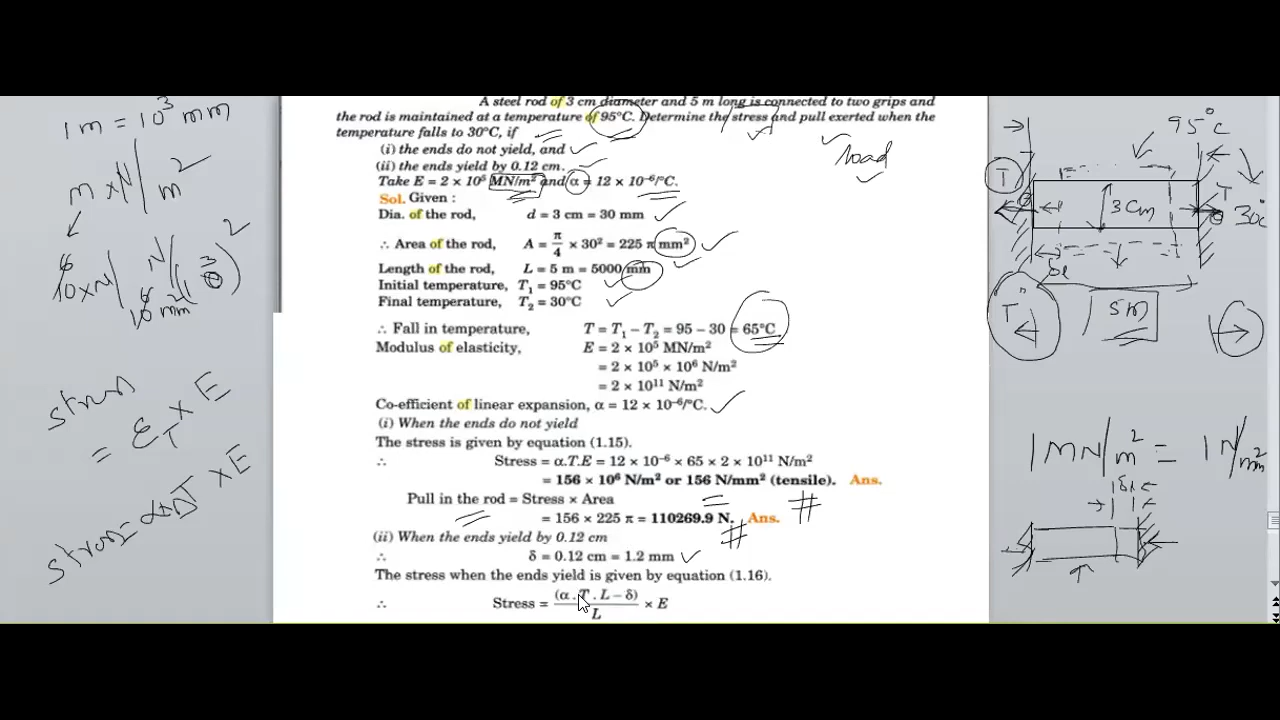 A steel rod of 3 cm diameter and 5 m long is connected to two grips and
the rod is maintained at a temperature of 95°C. Determine the stress and pull exerted when the
temperature falls to 30°C, if
(i) the ends do not yield, and
(ii) the ends yield by 0.12 cm.
Take E = 2 × 10⁵ MN/m² and α = 12 × 10⁻⁶/°C.
Sol. Given :
Dia. of the rod, d = 3 cm = 30 mm
∴ Area of the rod, A = π/4 × 30² = 225 π mm²
Length of the rod, L = 5 m = 5000 mm
Initial temperature, T₁ = 95°C
Final temperature, T₂ = 30°C
∴ Fall in temperature, T = T₁ – T₂ = 95 – 30 = 65°C
Modulus of elasticity, E = 2 × 10⁵ MN/m²
= 2 × 10⁵ × 10⁶ N/m²
= 2 × 10¹¹ N/m²
Co-efficient of linear expansion, α = 12 × 10⁻⁶/°C.
(i) When the ends do not yield
The stress is given by equation (1.15).
∴ Stress = α.T.E = 12 × 10⁻⁶ × 65 × 2 × 10¹¹ N/m²
= 156 × 10⁶ N/m² or 156 N/mm² (tensile). Ans.
Pull in the rod = Stress × Area
= 156 × 225 π = 110269.9 N. Ans.
(ii) When the ends yield by 0.12 cm
∴ δ = 0.12 cm = 1.2 mm
The stress when the ends yield is given by equation (1.16).
∴ Stress = (α . T . L – δ)/L × E
1m = 10³ mm
m × N/m²
stress
= ε_T × E
stress = αΔT × E
load
95°C
T
3 cm
T
30°C
δL
T
5m
1 MN/m² = 1 N/mm²
#
#